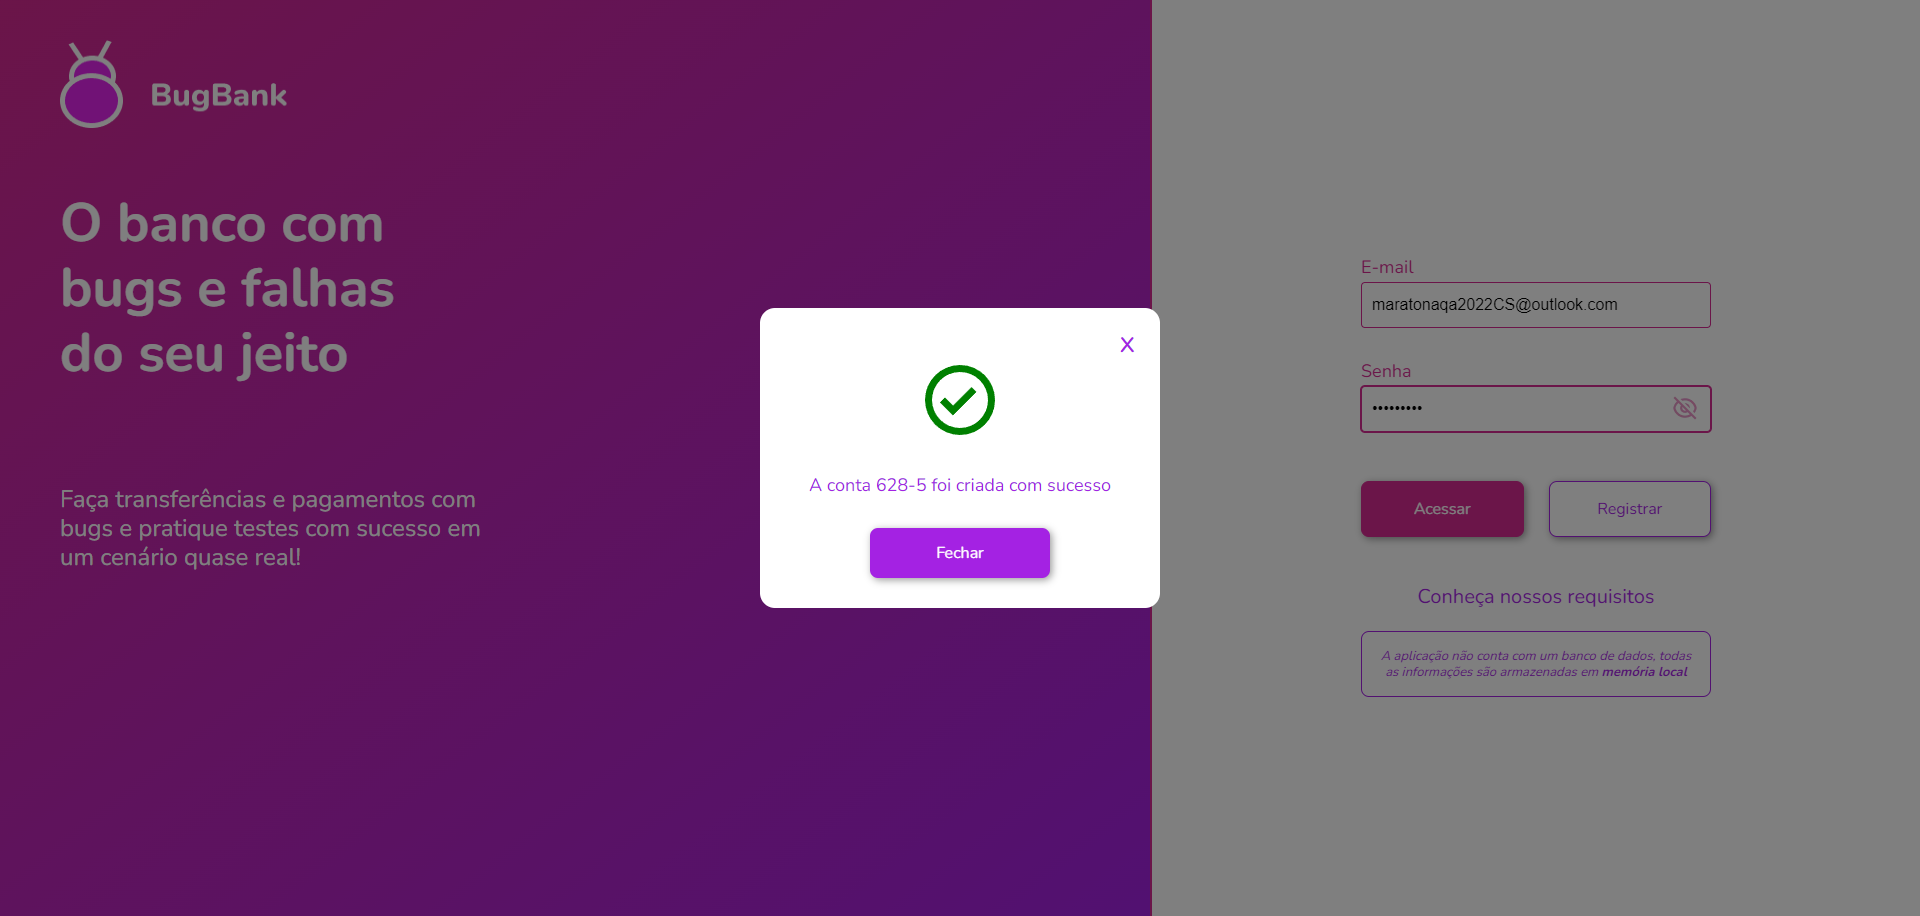 BugBank
O banco com
bugs e falhas
do seu jeito
Faça transferências e pagamentos com
bugs e pratique testes com sucesso em
um cenário quase real!
X
A conta 628-5 foi criada com sucesso
Fechar
E-mail
maratonaqa2022CS@outlook.com
Senha
•••••••••
Acessar
Registrar
Conheça nossos requisitos
A aplicação não conta com um banco de dados, todas
as informações são armazenadas em memória local